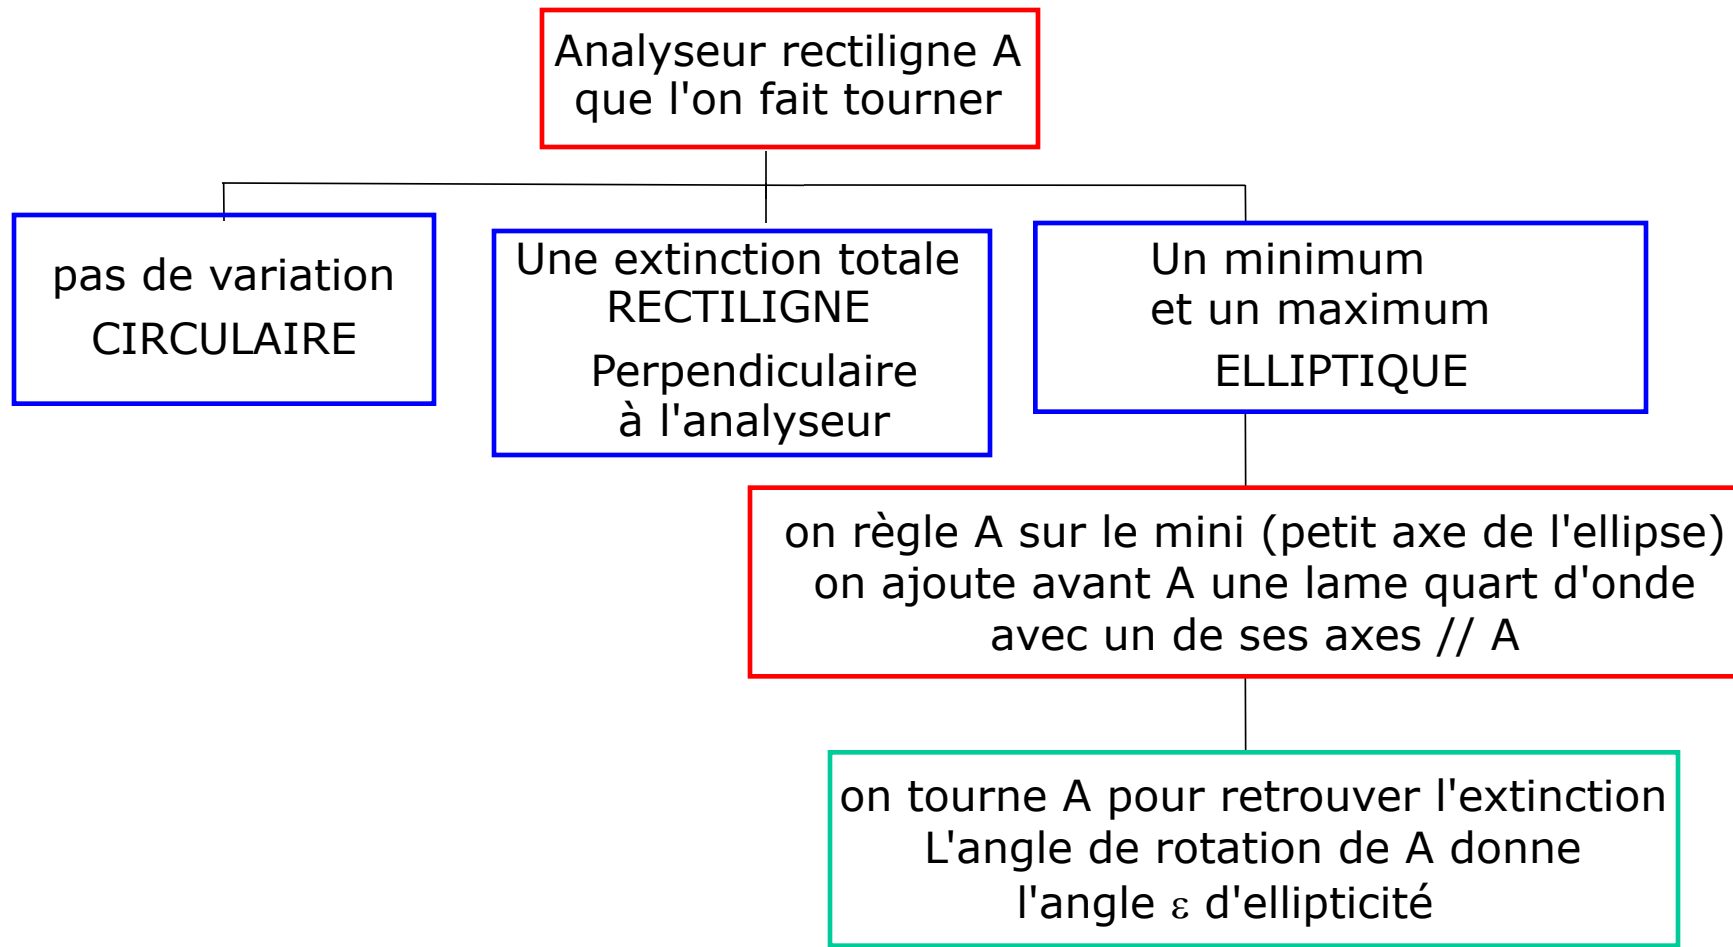 Analyseur rectiligne A
que l'on fait tourner
pas de variation
CIRCULAIRE
Une extinction totale
RECTILIGNE
Perpendiculaire
à l'analyseur
Un minimum
et un maximum
ELLIPTIQUE
on règle A sur le mini (petit axe de l'ellipse)
on ajoute avant A une lame quart d'onde
avec un de ses axes // A
on tourne A pour retrouver l'extinction
L'angle de rotation de A donne
l'angle ε d'ellipticité